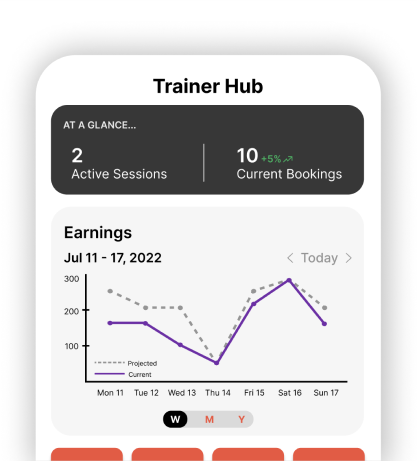 Trainer Hub
AT A GLANCE...
2
Active Sessions
10 +5%
Current Bookings
Earnings
Jul 11 - 17, 2022
Today
300
200
100
Projected
Current
Mon 11 Tue 12 Wed 13 Thu 14 Fri 15 Sat 16 Sun 17
W M Y